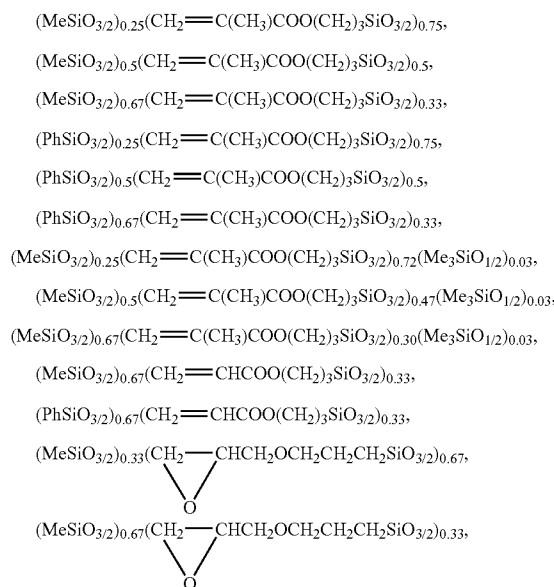 (MeSiO3/2)0.25(CH2=C(CH3)COO(CH2)3SiO3/2)0.75,
(MeSiO3/2)0.5(CH2=C(CH3)COO(CH2)3SiO3/2)0.5,
(MeSiO3/2)0.67(CH2=C(CH3)COO(CH2)3SiO3/2)0.33,
(PhSiO3/2)0.25(CH2=C(CH3)COO(CH2)3SiO3/2)0.75,
(PhSiO3/2)0.5(CH2=C(CH3)COO(CH2)3SiO3/2)0.5,
(PhSiO3/2)0.67(CH2=C(CH3)COO(CH2)3SiO3/2)0.33,
(MeSiO3/2)0.25(CH2=C(CH3)COO(CH2)3SiO3/2)0.72(Me3SiO1/2)0.03,
(MeSiO3/2)0.5(CH2=C(CH3)COO(CH2)3SiO3/2)0.47(Me3SiO1/2)0.03,
(MeSiO3/2)0.67(CH2=C(CH3)COO(CH2)3SiO3/2)0.30(Me3SiO1/2)0.03,
(MeSiO3/2)0.67(CH2=CHCOO(CH2)3SiO3/2)0.33,
(PhSiO3/2)0.67(CH2=CHCOO(CH2)3SiO3/2)0.33,
(MeSiO3/2)0.33(CH2—CHCH2OCH2CH2CH2SiO3/2)0.67,
O
(MeSiO3/2)0.67(CH2—CHCH2OCH2CH2CH2SiO3/2)0.33,
O